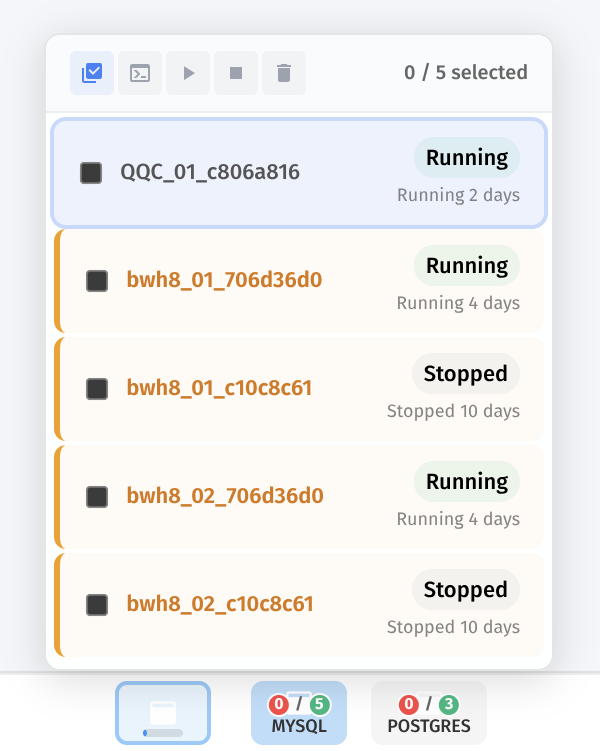 0 / 5 selected
QQC_01_c806a816
Running
Running 2 days
bwh8_01_706d36d0
Running
Running 4 days
bwh8_01_c10c8c61
Stopped
Stopped 10 days
bwh8_02_706d36d0
Running
Running 4 days
bwh8_02_c10c8c61
Stopped
Stopped 10 days
0 / 5
MYSQL
0 / 3
POSTGRES